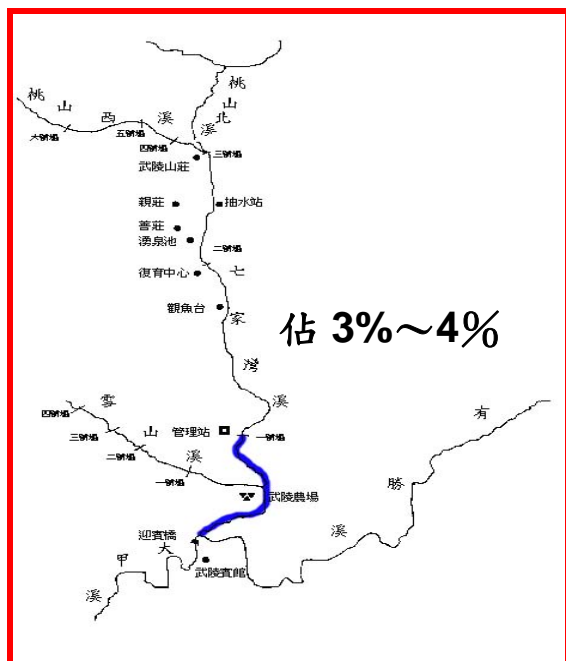 桃山北溪
桃山西溪
六號壩
五號壩
四號壩
三號壩
武陵山莊
觀莊
抽水站
善莊
湧泉池
二號壩
復育中心
七家灣溪
觀魚台
佔 3%～4％
有勝溪
雪山溪
四號壩
三號壩
二號壩
一號壩
管理站
一號壩
武陵農場
迎賓橋
大甲溪
武陵賓館